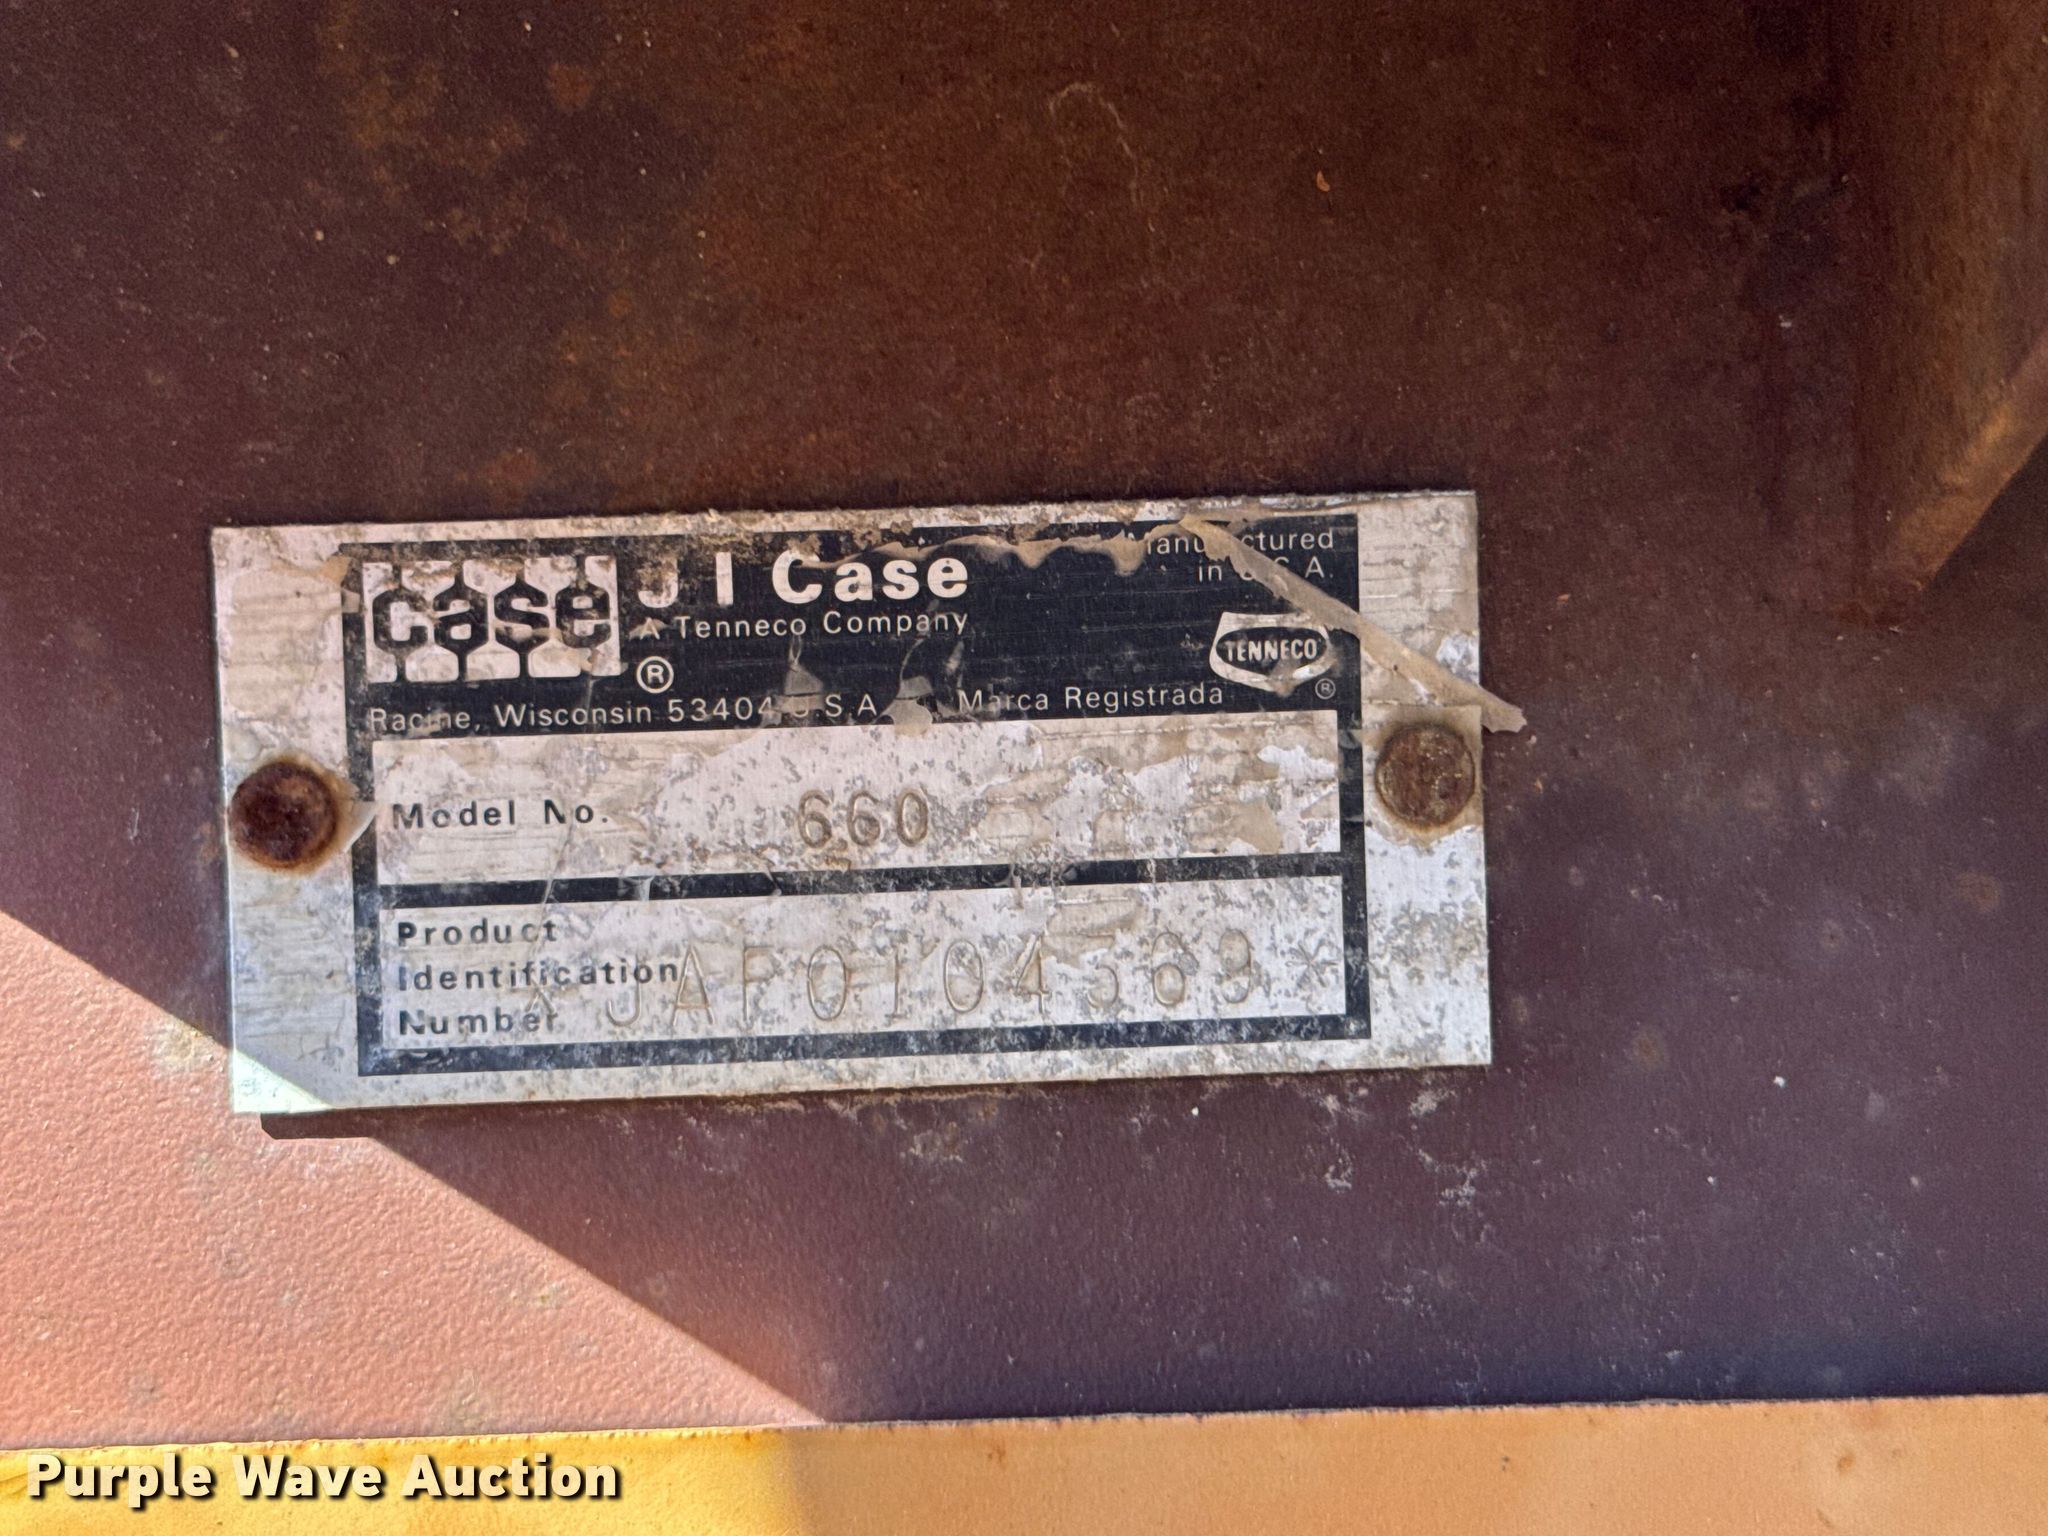 case J I Case
A Tenneco Company
®
Manufactured
in U.S.A.
TENNECO
®
Racine, Wisconsin 53404 U.S.A. Marca Registrada
Model No. 660
Product
Identification
Number
*JAF0104569*
Purple Wave Auction